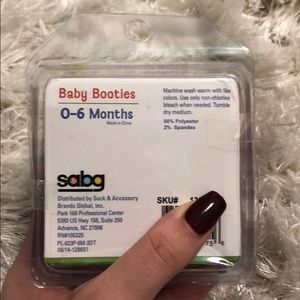 Baby Booties
0-6 Months
Made in China
Machine wash warm with like
colors. Use only non-chlorine
bleach when needed. Tumble
dry medium.
98% Polyester
2% Spandex
sabg
Distributed by Sock & Accessory
Brands Global, Inc.
Park 158 Professional Center
5380 US Hwy 158, Suite 250
Advance, NC 27006
RN#105325
PL-623P-6M-3DT
08/14-128651
SKU#